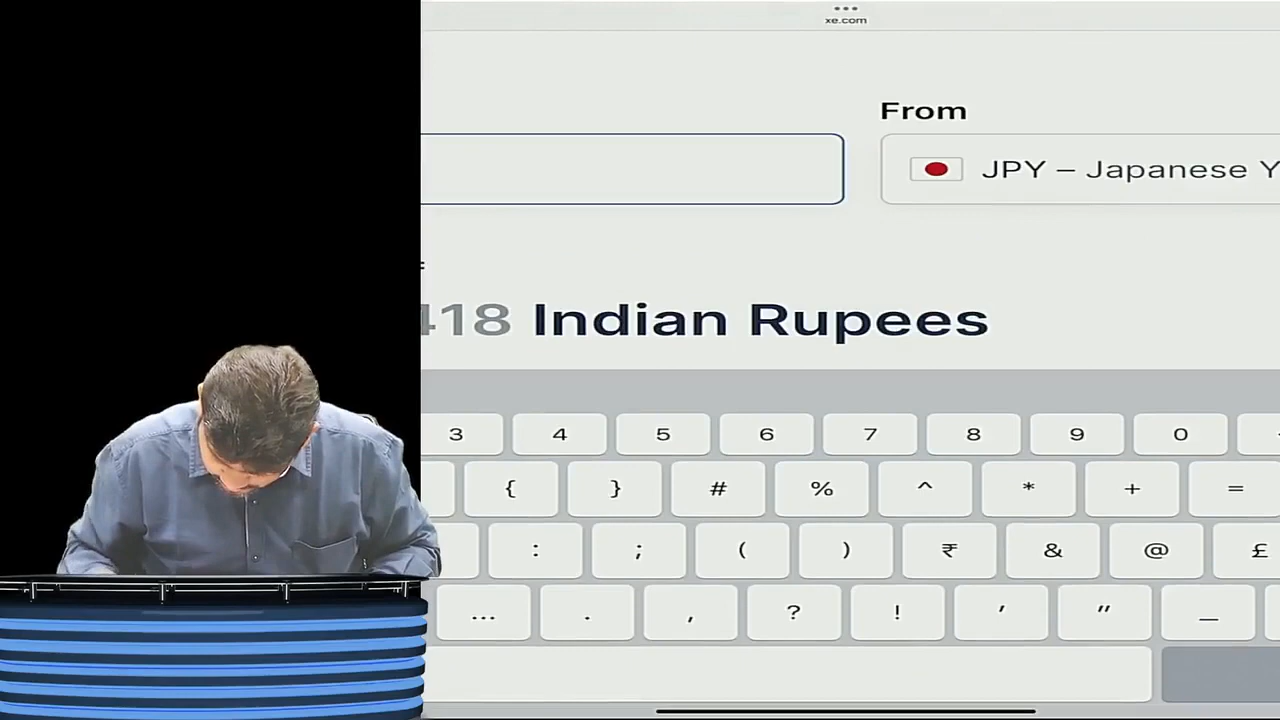 xe.com
From
JPY – Japanese Y
418 Indian Rupees
3 4 5 6 7 8 9 0
{ } # % ^ * + =
: ; ( ) ₹ & @ £
... . , ? ! ' " _